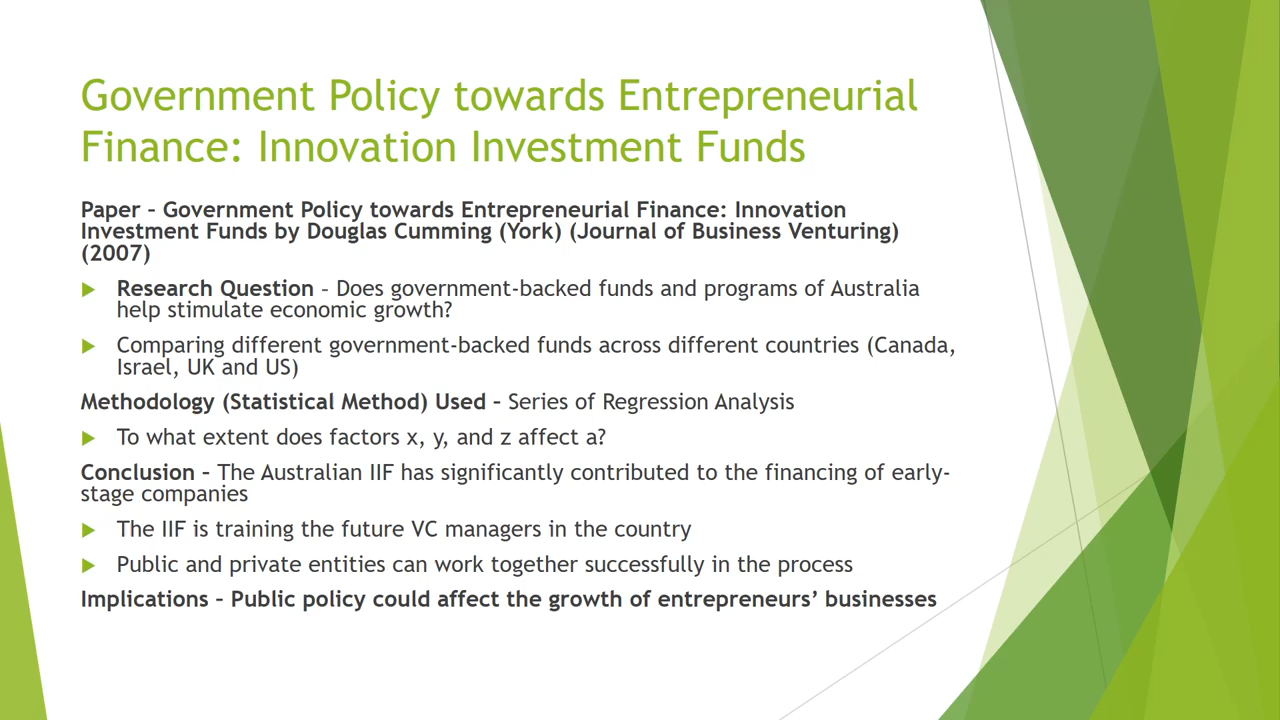 Government Policy towards Entrepreneurial
Finance: Innovation Investment Funds
Paper – Government Policy towards Entrepreneurial Finance: Innovation
Investment Funds by Douglas Cumming (York) (Journal of Business Venturing)
(2007)
Research Question – Does government-backed funds and programs of Australia
help stimulate economic growth?
Comparing different government-backed funds across different countries (Canada,
Israel, UK and US)
Methodology (Statistical Method) Used – Series of Regression Analysis
To what extent does factors x, y, and z affect a?
Conclusion – The Australian IIF has significantly contributed to the financing of early-
stage companies
The IIF is training the future VC managers in the country
Public and private entities can work together successfully in the process
Implications – Public policy could affect the growth of entrepreneurs’ businesses